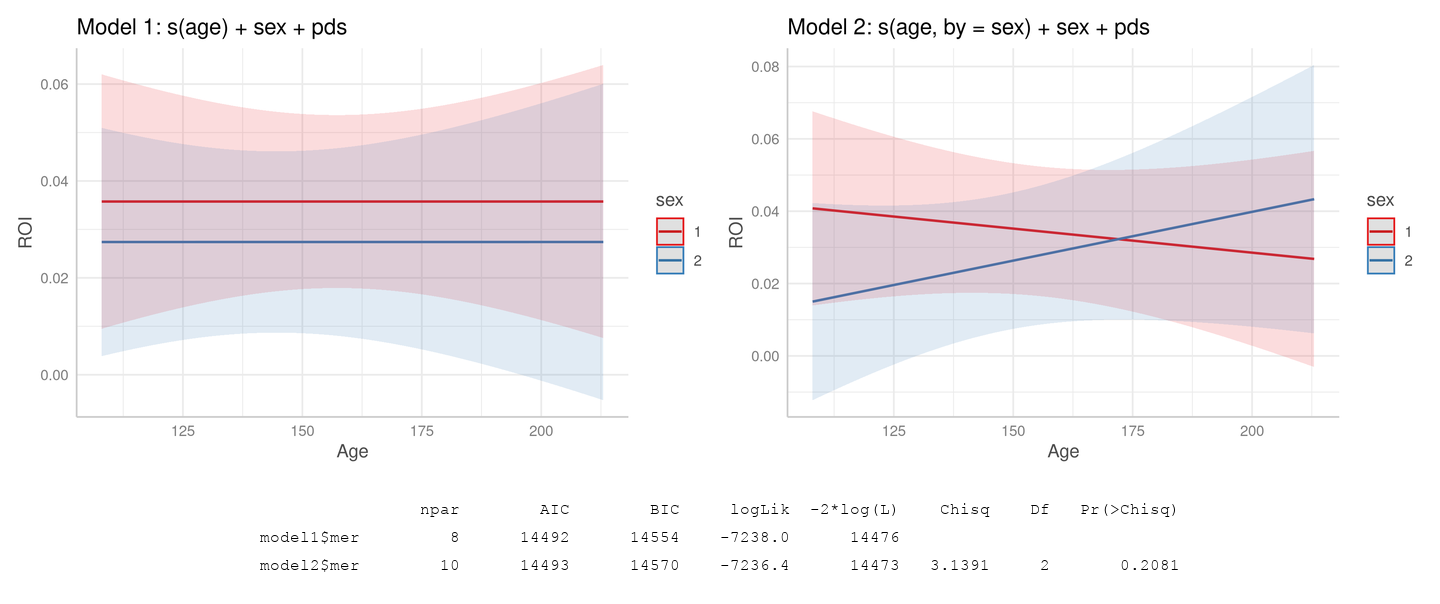 Model 1: s(age) + sex + pds
0.06
0.04
0.02
0.00
ROI
125 150 175 200
Age
sex
1
2
Model 2: s(age, by = sex) + sex + pds
0.08
0.06
0.04
0.02
0.00
ROI
125 150 175 200
Age
sex
1
2
npar AIC BIC logLik -2*log(L) Chisq Df Pr(>Chisq)
model1$mer 8 14492 14554 -7238.0 14476
model2$mer 10 14493 14570 -7236.4 14473 3.1391 2 0.2081